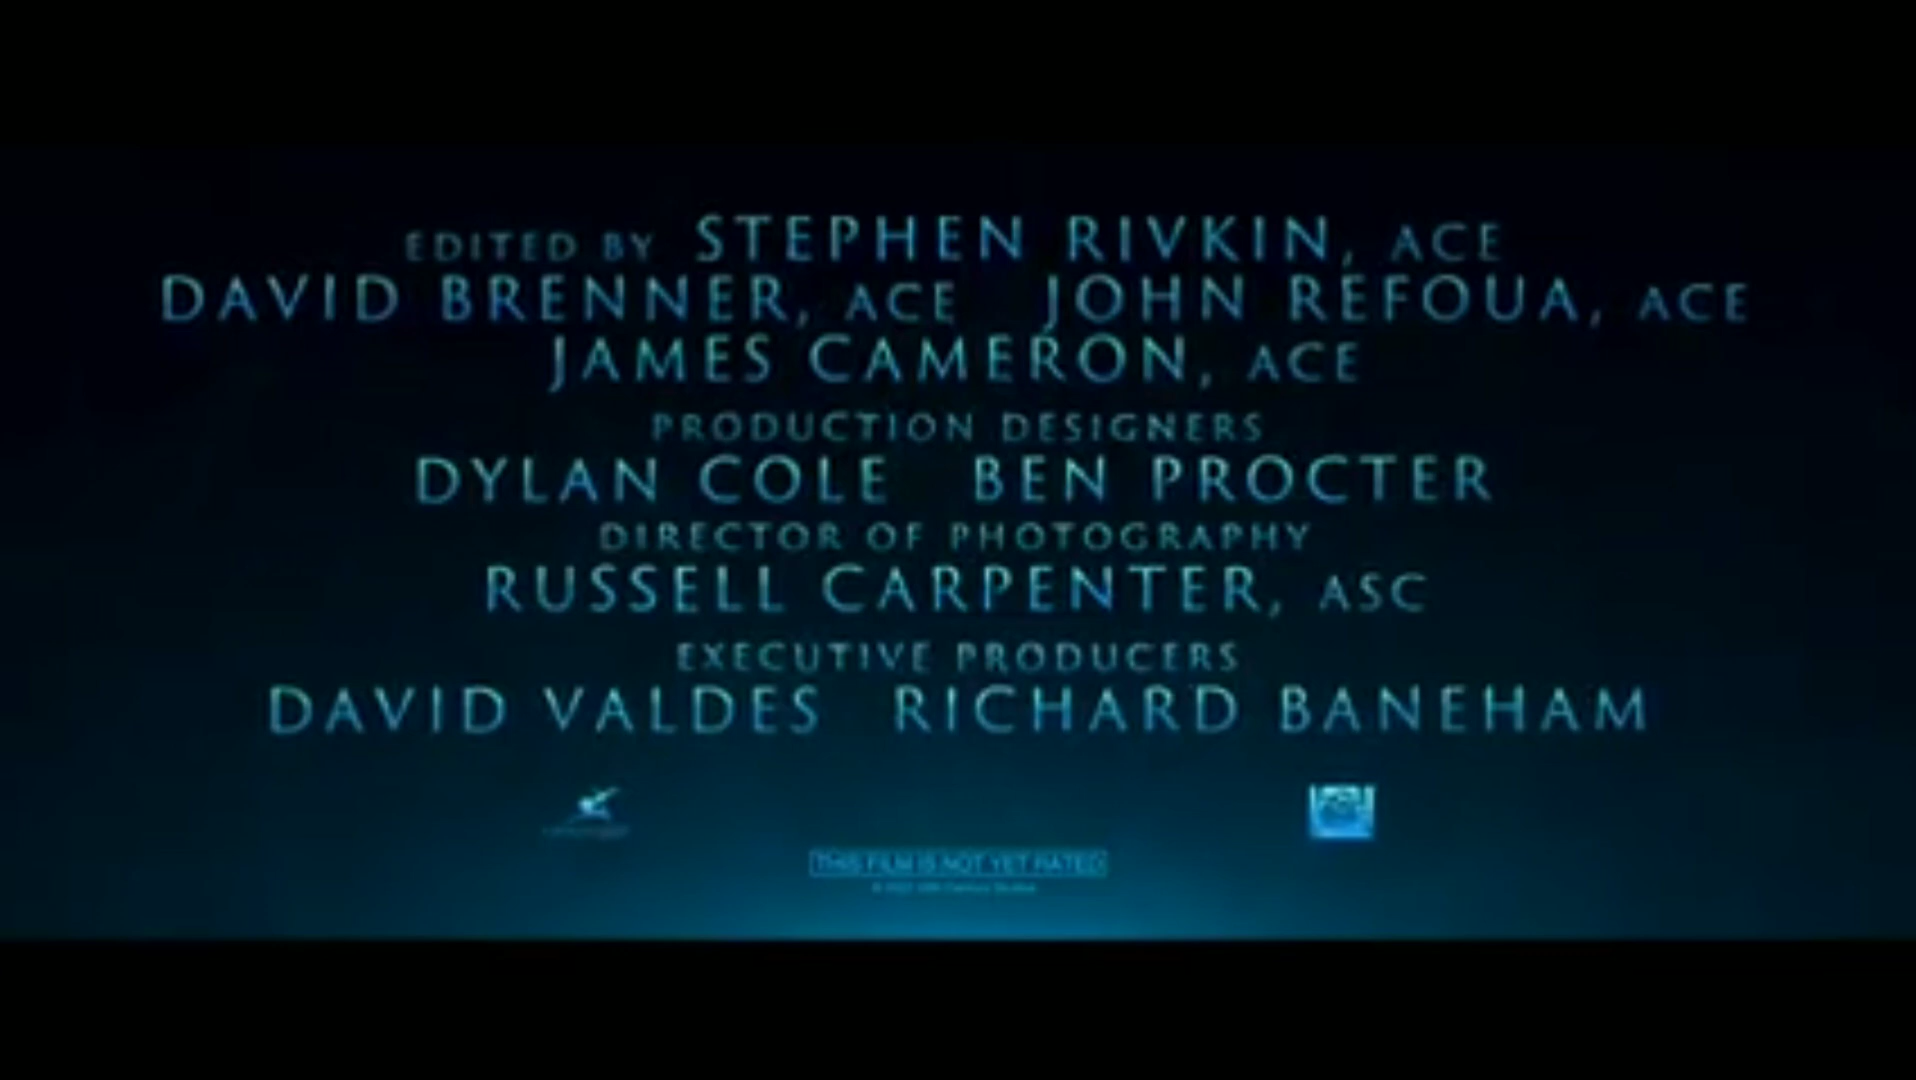 EDITED BY STEPHEN RIVKIN, ACE
DAVID BRENNER, ACE JOHN REFOUA, ACE
JAMES CAMERON, ACE
PRODUCTION DESIGNERS
DYLAN COLE BEN PROCTER
DIRECTOR OF PHOTOGRAPHY
RUSSELL CARPENTER, ASC
EXECUTIVE PRODUCERS
DAVID VALDES RICHARD BANEHAM
THIS FILM IS NOT YET RATED